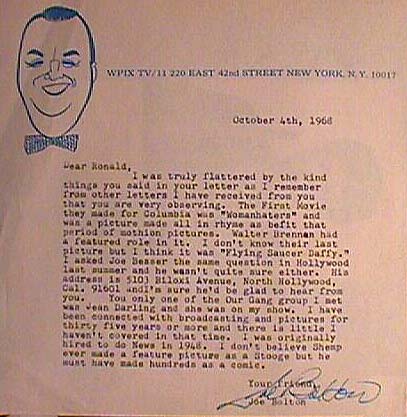 WPIX TV/11 220 EAST 42nd STREET NEW YORK, N.Y. 10017
October 4th, 1968
Dear Ronald,
I was truly flattered by the kind
things you said in your letter as I remember
from other letters I have received from you
that you are very observing. The First Movie
they made for Columbia was "Womanhaters" and
was a picture made all in rhyme as befit that
period of mothion pictures. Walter Brennan had
a featured role in it. I don't know their last
picture but I think it was "Flying Saucer Daffy."
I asked Joe Besser the same question in Hollywood
last summer and he wasn't quite sure either. His
address is 5103 Biloxi Avenue, North Hollywood,
Cal. 91601 and I'm sure he'd be glad to hear from
you. You only one of the Our Gang group I met
was Jean Darling and she was on my show. I have
been connected with broadcasting and pictures for
thirty five years or more and there is little I
haven't covered in that time. I was originally
hired to do News in 1948. I don't believe Shemp
ever made a feature picture as a Stooge but he
must have made hundreds as a comic.
Your friend,
Joe Bolton
Joe Bolton